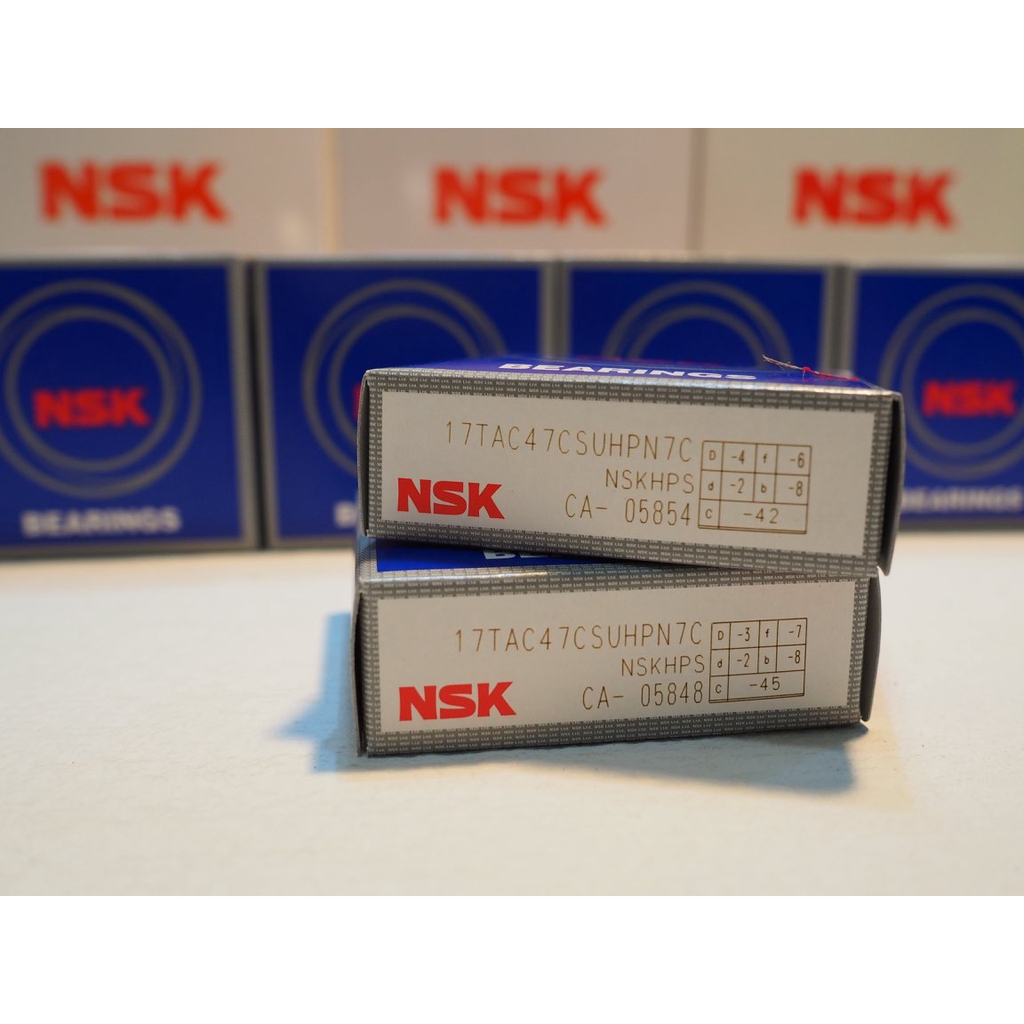 NSK
NSK
NSK
NSK
BEARINGS
NSK
BEARINGS
17TAC47CSUHPN7C
NSKHPS
NSK
CA- 05854
D -4 f -6
d -2 b -8
C -42
17TAC47CSUHPN7C
NSKHPS
NSK
CA- 05848
D -3 f -7
d -2 b -8
C -45